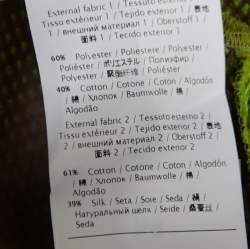 External fabric 1 / Tessuto esterno 1
Tissu extérieur 1 / Tejido exterior 1
1 / внешний материал 1 / Oberstoff 1 /
面料 1 / Tecido exterior 1
60% Polyester / Poliestere / Polyester /
Polyester / ポリエステル / Полиэфир /
Polyester / 聚酯纤维 / Poliéster
40% Cotton / Cotone / Coton / Algodón
/ 綿 / Хлопок / Baumwolle / 棉 /
Algodão
External fabric 2 / Tessuto esterno 2 /
Tissu extérieur 2 / Tejido exterior 2 / 表地
2 / внешний материал 2 / Oberstoff 2 /
面料 2 / Tecido exterior 2
61% Cotton / Cotone / Coton / Algodón
/ 綿 / Хлопок / Baumwolle / 棉 /
Algodão
39% Silk / Seta / Soie / Seda / 絹 /
Натуральный шелк / Seide / 桑蚕丝 /
Seda